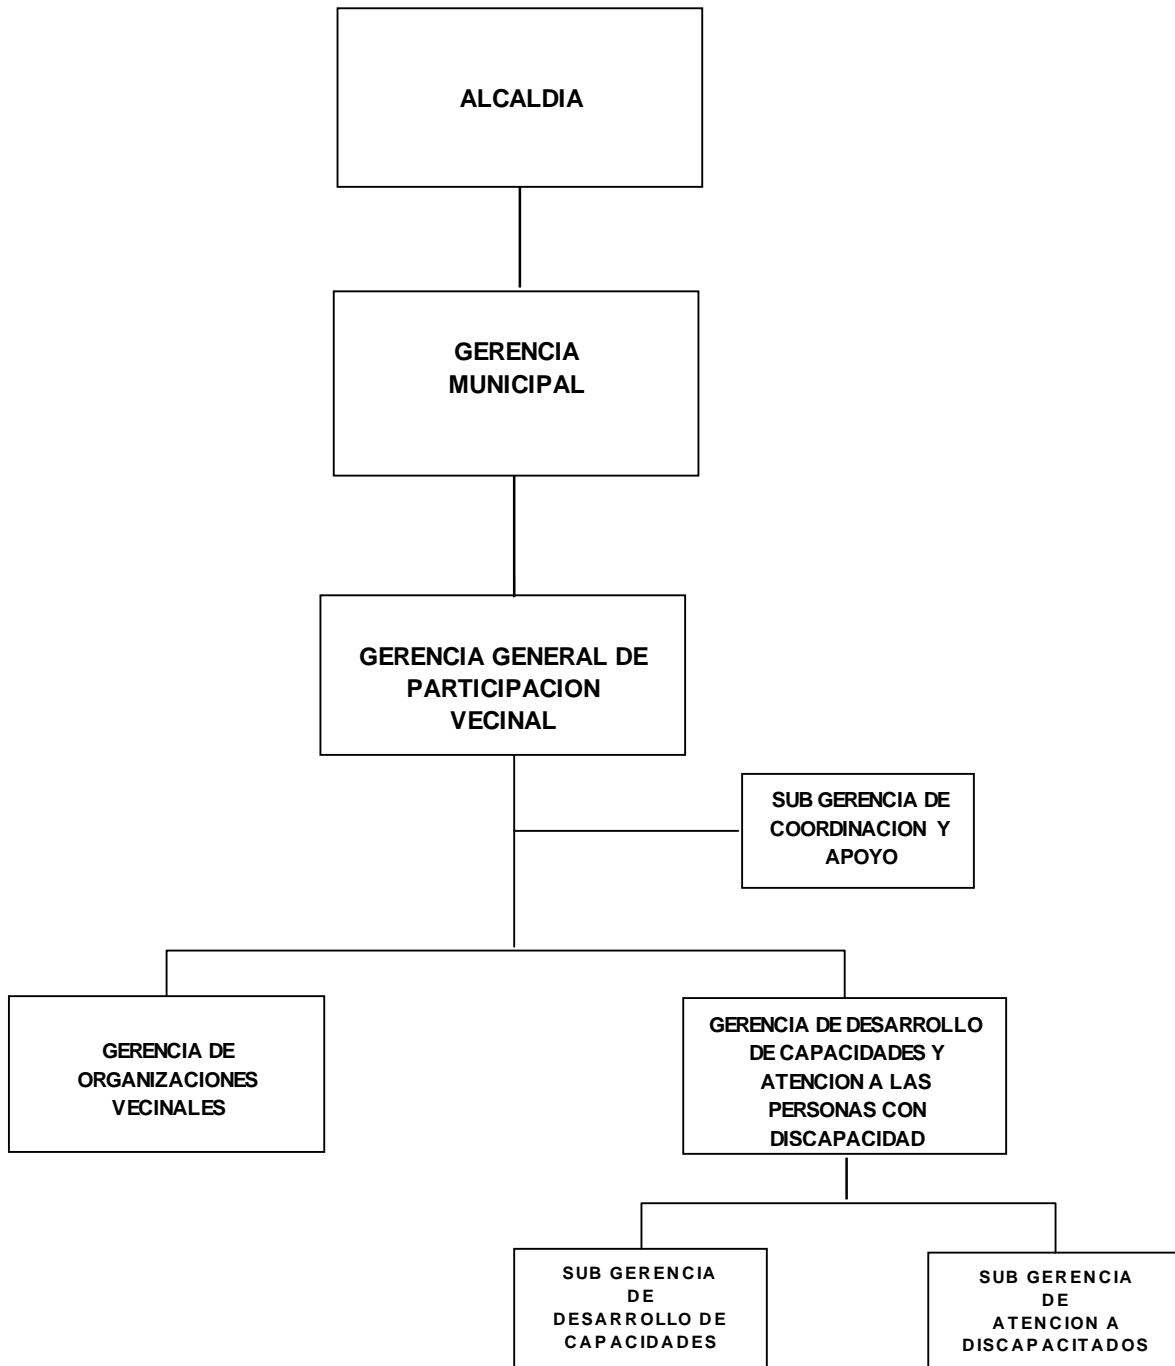 ALCALDIA
GERENCIA
MUNICIPAL
GERENCIA GENERAL DE
PARTICIPACION
VECINAL
SUB GERENCIA DE
COORDINACION Y
APOYO
GERENCIA DE
ORGANIZACIONES
VECINALES
GERENCIA DE DESARROLLO
DE CAPACIDADES Y
ATENCION A LAS
PERSONAS CON
DISCAPACIDAD
SUB GERENCIA
DE
DESARROLLO DE
CAPACIDADES
SUB GERENCIA
DE
ATENCION A
DISCAPACITADOS